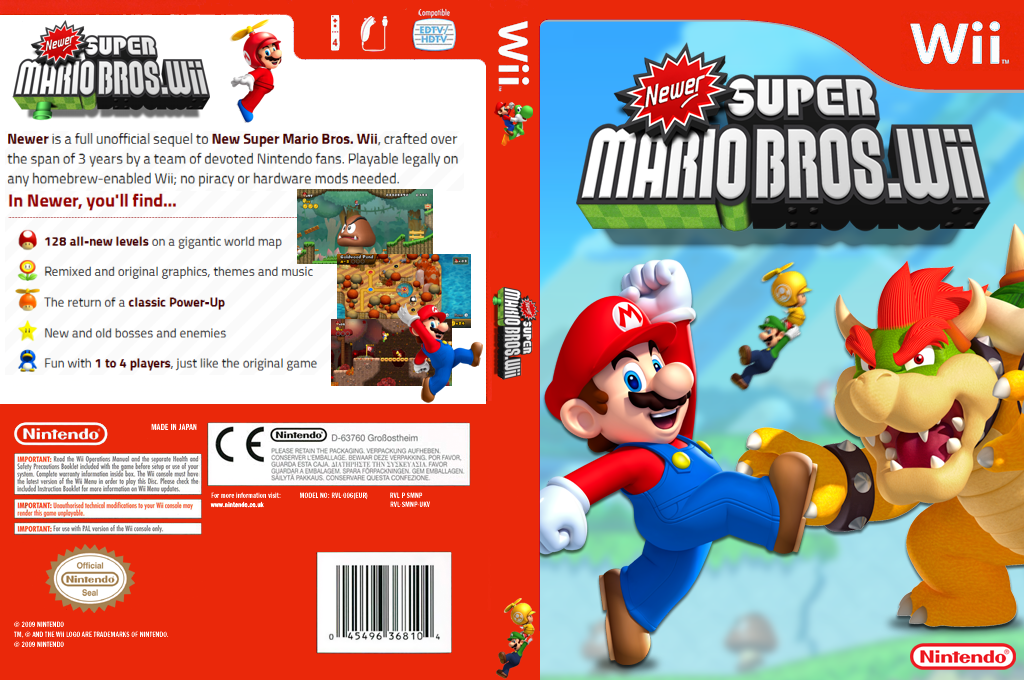 Newer SUPER
MARIO BROS.Wii
Newer is a full unofficial sequel to New Super Mario Bros. Wii, crafted over
the span of 3 years by a team of devoted Nintendo fans. Playable legally on
any homebrew-enabled Wii; no piracy or hardware mods needed.
In Newer, you'll find...
128 all-new levels on a gigantic world map
Remixed and original graphics, themes and music
The return of a classic Power-Up
New and old bosses and enemies
Fun with 1 to 4 players, just like the original game
4
Compatible
EDTV/
HDTV
Nintendo
MADE IN JAPAN
IMPORTANT: Read the Wii Operations Manual and the separate Health and
Safety Precautions Booklet included with the game before setup or use of your
system. Complete warranty information inside box. The Wii console must have
the latest version of the Wii Menu in order to play this Disc. Please check the
included Instruction Booklet for more information on Wii Menu updates.
IMPORTANT: Unauthorised technical modifications to your Wii console may
render this game unplayable.
IMPORTANT: For use with PAL version of the Wii console only.
CE Nintendo D-63760 Großostheim
PLEASE RETAIN THE PACKAGING. VERPACKUNG AUFHEBEN.
CONSERVER L'EMBALLAGE. BEWAAR DEZE VERPAKKING. POR FAVOR,
GUARDA ESTA CAJA. ΔΙΑΤΗΡΗΣΤΕ ΤΗΝ ΣΥΣΚΕΥΑΣΙΑ. FAVOR
GUARDAR A EMBALAGEM. SPARA FÖRPACKNINGEN. GEM EMBALLAGEN.
SÄILYTÄ PAKKAUS. CONSERVARE QUESTA CONFEZIONE.
For more information visit:
www.nintendo.co.uk
MODEL NO: RVL-006(EUR)
RVL P SMNP
RVL-SMNP-UKV
Official
Nintendo
Seal
0 45496 36810 4
© 2009 NINTENDO
TM, ® AND THE Wii LOGO ARE TRADEMARKS OF NINTENDO.
© 2009 NINTENDO
Wii
Newer SUPER
MARIO BROS.Wii
Wii™
Newer SUPER
MARIO BROS.Wii
M
Nintendo®